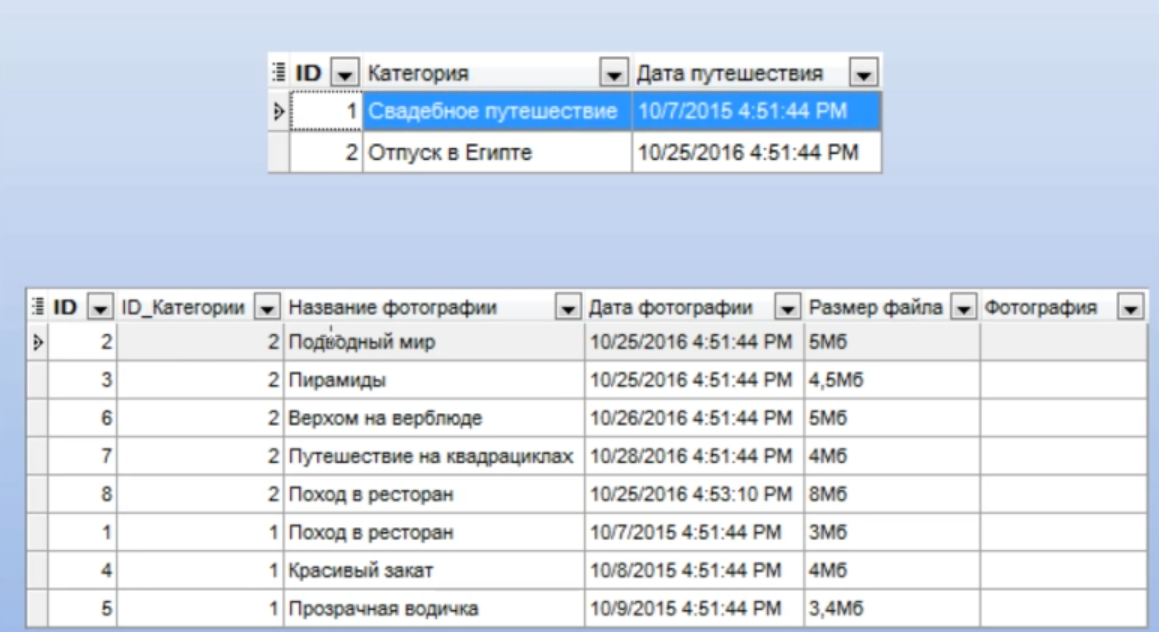 ID Категория Дата путешествия
1 Свадебное путешествие 10/7/2015 4:51:44 PM
2 Отпуск в Египте 10/25/2016 4:51:44 PM
ID ID_Категории Название фотографии Дата фотографии Размер файла Фотография
2 2 Подводный мир 10/25/2016 4:51:44 PM 5Мб
3 2 Пирамиды 10/25/2016 4:51:44 PM 4,5Мб
6 2 Верхом на верблюде 10/26/2016 4:51:44 PM 5Мб
7 2 Путешествие на квадрациклах 10/28/2016 4:51:44 PM 4Мб
8 2 Поход в ресторан 10/25/2016 4:53:10 PM 8Мб
1 1 Поход в ресторан 10/7/2015 4:51:44 PM 3Мб
4 1 Красивый закат 10/8/2015 4:51:44 PM 4Мб
5 1 Прозрачная водичка 10/9/2015 4:51:44 PM 3,4Мб